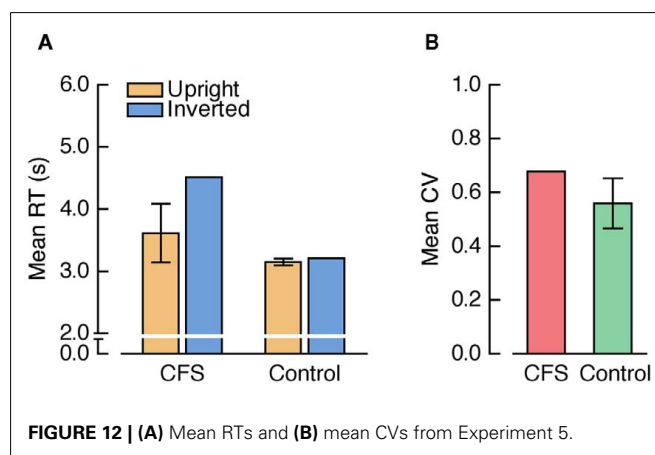 A
B
6.0
5.0
4.0
3.0
2.0
0.0
Mean RT (s)
Upright
Inverted
CFS
Control
1.0
0.8
0.6
0.4
0.2
0.0
Mean CV
CFS
Control
FIGURE 12 | (A) Mean RTs and (B) mean CVs from Experiment 5.